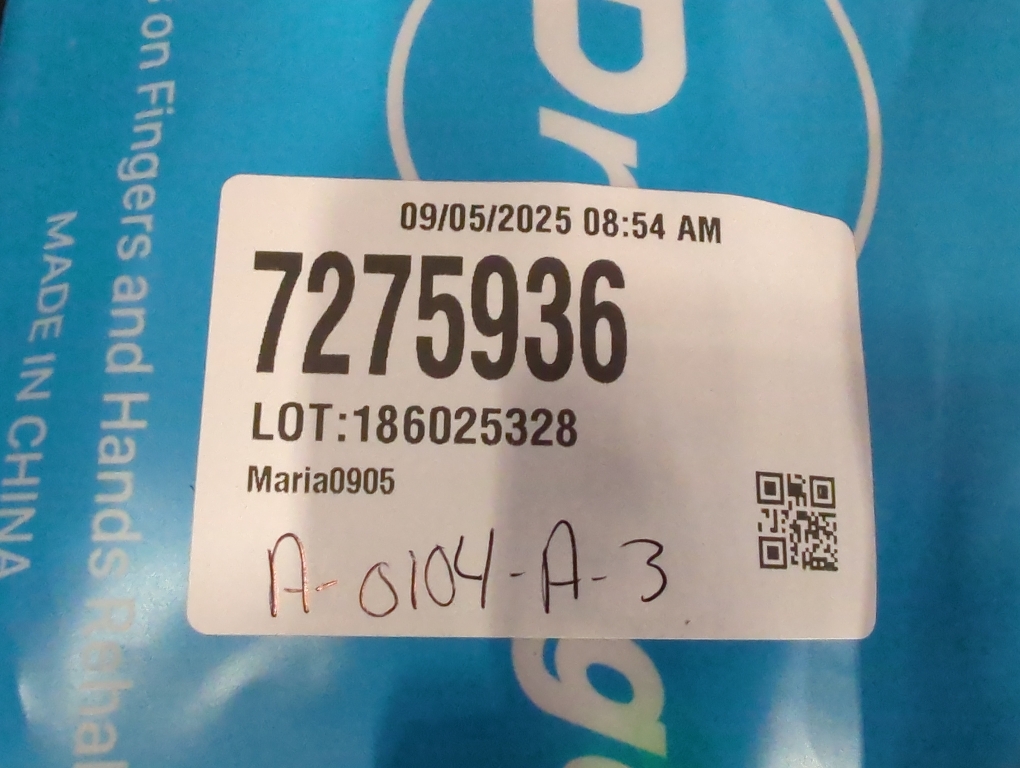 09/05/2025 08:54 AM
7275936
LOT:186025328
Maria0905
A-0104-A-3
on Fingers and Hands
MADE IN CHINA
Dr